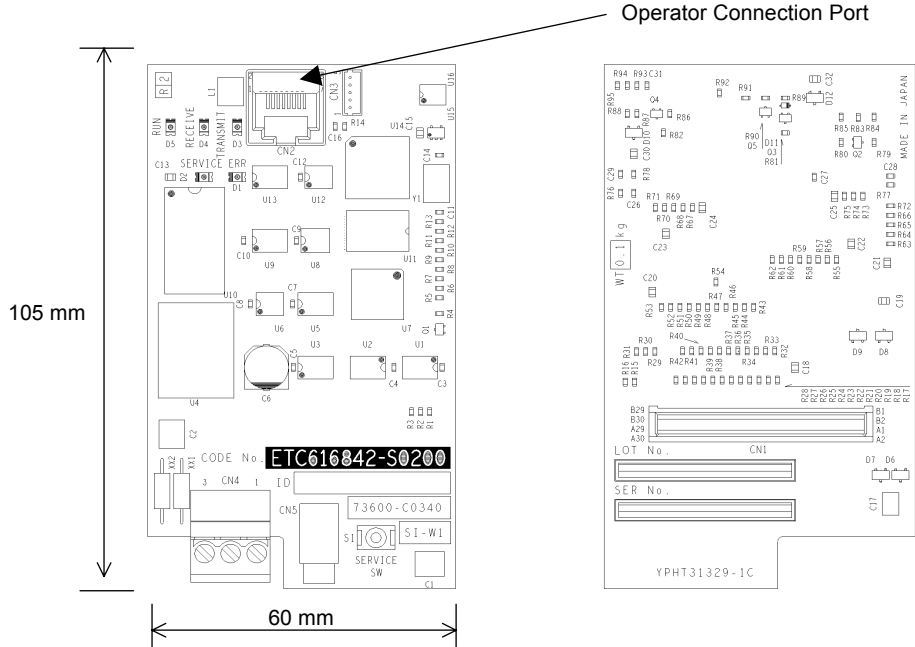 Operator Connection Port
R2
L1
CN3
1
R14
U16
U15
RUN
RECEIVE
TRANSMIT
D5
D4
D3
CN2
C16
C15
U14
C14
SERVICE ERR
C13
D2
D1
C12
U13
U12
Y1
C11
R13
R12
R11
R10
C10
C9
U9
U8
U11
R9
R8
R7
R6
R5
R4
U10
C8
C7
U6
U5
U7
Q1
U3
U2
U1
C5
C4
C3
U4
C6
R3
R2
R1
C2
CODE No. ETC616842-S0200
XX2
XX1
3
CN4
1
ID
CN5
73600-C0340
S1
SI-W1
SERVICE
SW
C1
105 mm
60 mm
R94
R93
C31
R95
R92
R91
R89
C32
D12
MADE IN JAPAN
R88
Q4
R87
R86
D10
R82
R90
Q5
D11
Q3
R81
R85
R83
R84
R80
Q2
R79
C30
C29
R78
C28
R76
C26
C27
R77
R71
R69
R70
R68
R67
C24
C25
R75
R74
R73
R72
R66
R65
R64
R63
C23
C22
WT 0.1 kg
R59
R57
R56
R62
R61
R60
R58
R55
C21
C20
R54
R46
R47
C19
R53
R52
R51
R50
R49
R48
R45
R44
R43
R40
R37
R36
R35
R33
R32
D9
D8
R31
R30
R29
R42
R41
R39
R38
R34
C18
R16
R15
R28
R27
R26
R25
R24
R23
R22
R21
R20
R19
R18
R17
B29
B30
A29
A30
B1
B2
A1
A2
LOT No.
CN1
SER No.
D7
D6
C17
YPHT31329-1C